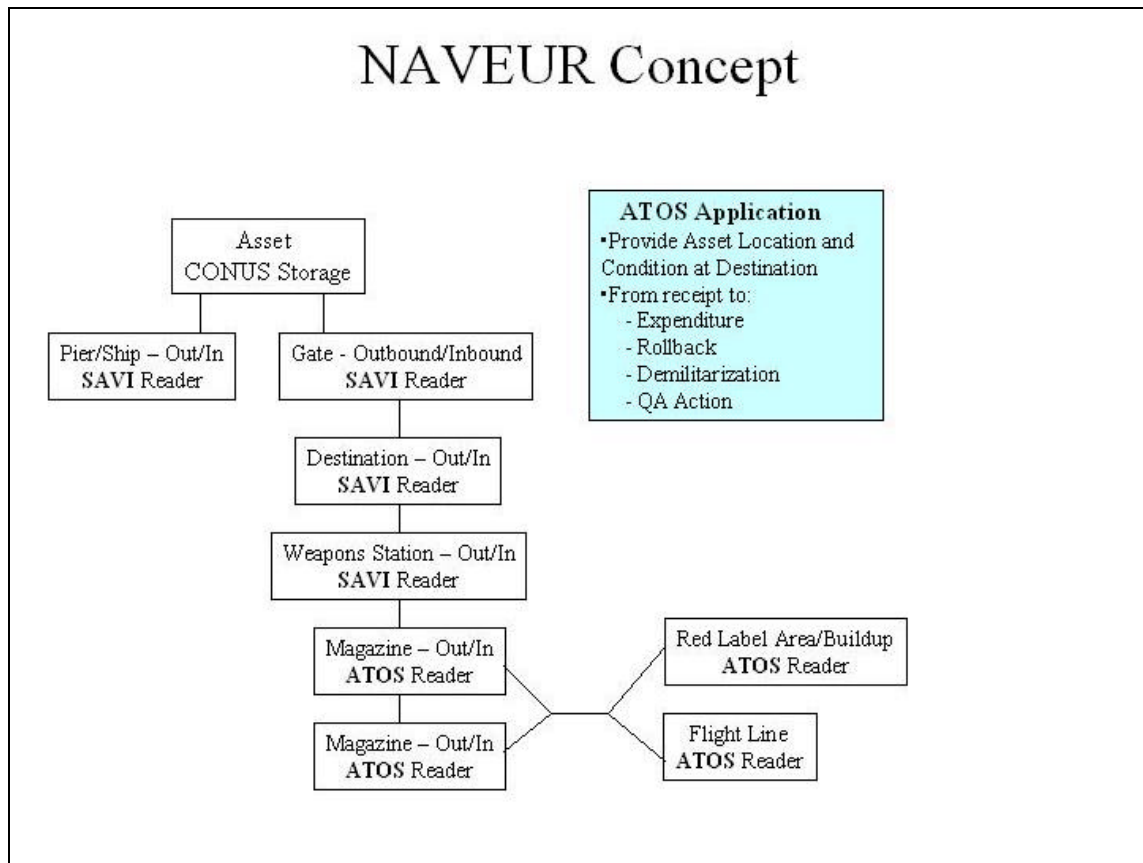 NAVEUR Concept
Asset
CONUS Storage
ATOS Application
▪Provide Asset Location and
Condition at Destination
▪From receipt to:
- Expenditure
- Rollback
- Demilitarization
- QA Action
Pier/Ship – Out/In
SAVI Reader
Gate - Outbound/Inbound
SAVI Reader
Destination – Out/In
SAVI Reader
Weapons Station – Out/In
SAVI Reader
Magazine – Out/In
ATOS Reader
Red Label Area/Buildup
ATOS Reader
Magazine – Out/In
ATOS Reader
Flight Line
ATOS Reader